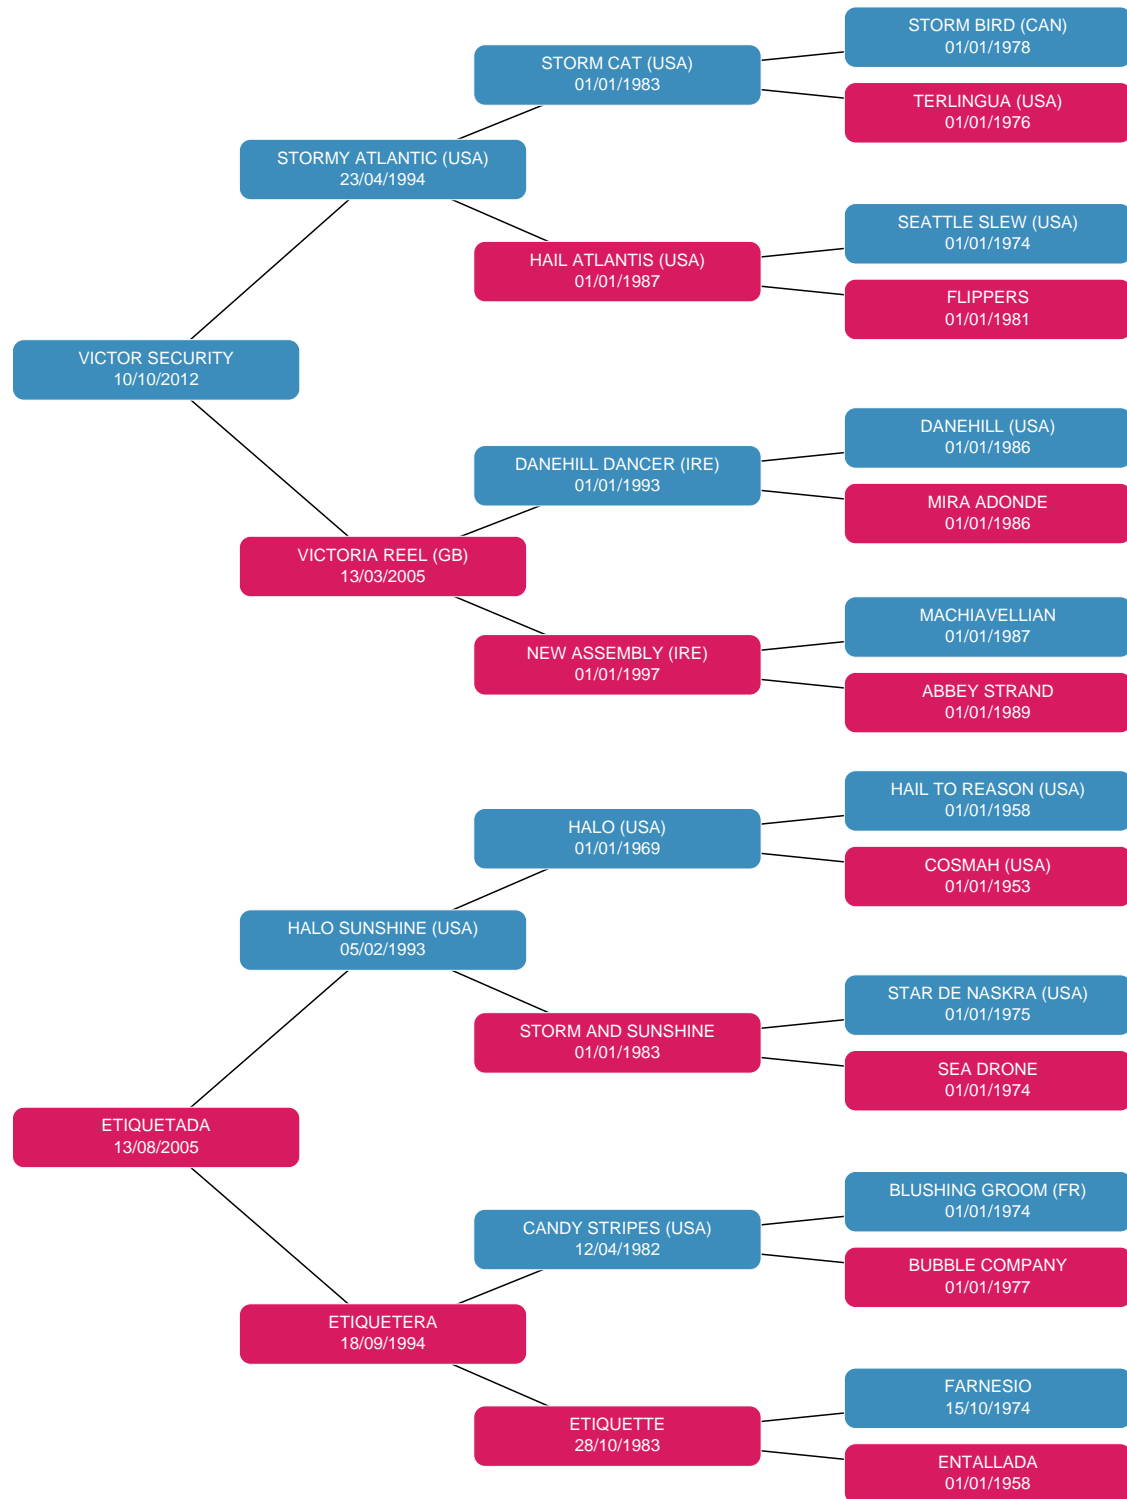 STORM BIRD (CAN)
01/01/1978
STORM CAT (USA)
01/01/1983
TERLINGUA (USA)
01/01/1976
STORMY ATLANTIC (USA)
23/04/1994
SEATTLE SLEW (USA)
01/01/1974
HAIL ATLANTIS (USA)
01/01/1987
FLIPPERS
01/01/1981
VICTOR SECURITY
10/10/2012
DANEHILL (USA)
01/01/1986
DANEHILL DANCER (IRE)
01/01/1993
MIRA ADONDE
01/01/1986
VICTORIA REEL (GB)
13/03/2005
MACHIAVELLIAN
01/01/1987
NEW ASSEMBLY (IRE)
01/01/1997
ABBEY STRAND
01/01/1989
HAIL TO REASON (USA)
01/01/1958
HALO (USA)
01/01/1969
COSMAH (USA)
01/01/1953
HALO SUNSHINE (USA)
05/02/1993
STAR DE NASKRA (USA)
01/01/1975
STORM AND SUNSHINE
01/01/1983
SEA DRONE
01/01/1974
ETIQUETADA
13/08/2005
BLUSHING GROOM (FR)
01/01/1974
CANDY STRIPES (USA)
12/04/1982
BUBBLE COMPANY
01/01/1977
ETIQUETERA
18/09/1994
FARNESIO
15/10/1974
ETIQUETTE
28/10/1983
ENTALLADA
01/01/1958